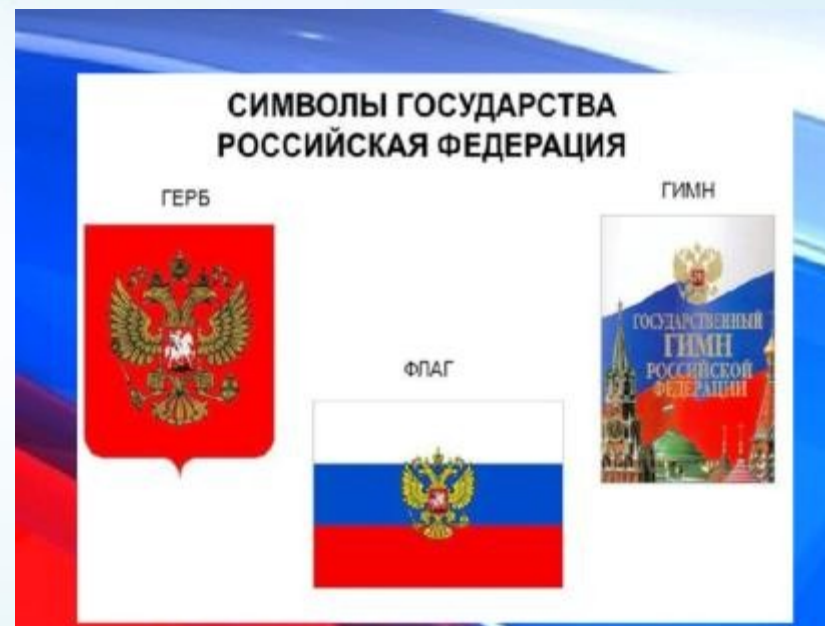 СИМВОЛЫ ГОСУДАРСТВА
РОССИЙСКАЯ ФЕДЕРАЦИЯ
ГЕРБ
ГИМН
ГОСУДАРСТВЕННЫЙ
ГИМН
РОССИЙСКОЙ
ФЕДЕРАЦИИ
ФЛАГ